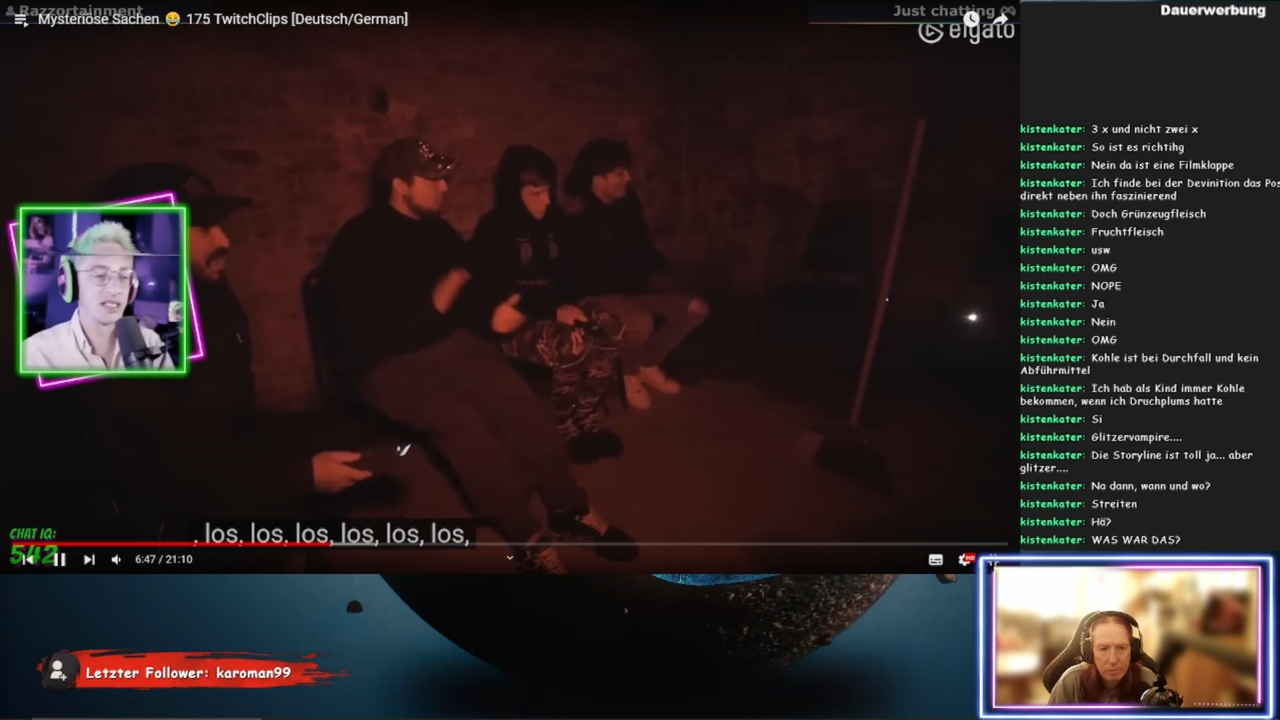 Razzortainment
Mysteriöse Sachen 😂 175 TwitchClips [Deutsch/German]
Just chatting
elgato
Dauerwerbung
kistenkater: 3 x und nicht zwei x
kistenkater: So ist es richtihg
kistenkater: Nein da ist eine Filmklappe
kistenkater: Ich finde bei der Devinition das Pos
direkt neben ihn faszinierend
kistenkater: Doch Grünzeugfleisch
kistenkater: Fruchtfleisch
kistenkater: usw
kistenkater: OMG
kistenkater: NOPE
kistenkater: Ja
kistenkater: Nein
kistenkater: OMG
kistenkater: Kohle ist bei Durchfall und kein
Abführmittel
kistenkater: Ich hab als Kind immer Kohle
bekommen, wenn ich Druchplums hatte
kistenkater: Si
kistenkater: Glitzervampire....
kistenkater: Die Storyline ist toll ja... aber
glitzer....
kistenkater: Na dann, wann und wo?
kistenkater: Streiten
kistenkater: Hä?
kistenkater: WAS WAR DAS?
, los, los, los, los, los, los,
CHAT IQ:
542
6:47 / 21:10
HD
Letzter Follower: karoman99